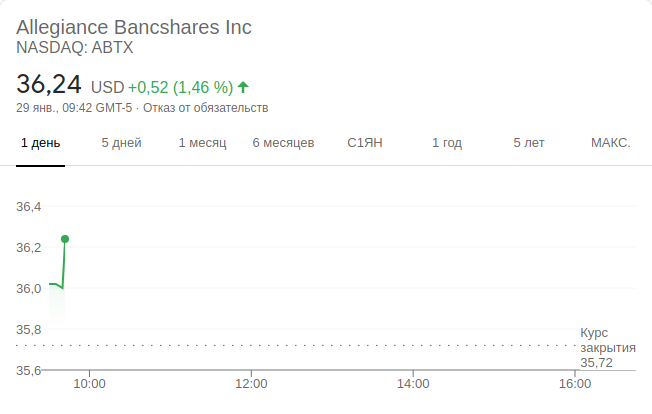 Allegiance Bancshares Inc
NASDAQ: ABTX
36,24 USD +0,52 (1,46 %)
29 янв., 09:42 GMT-5 · Отказ от обязательств
1 день 5 дней 1 месяц 6 месяцев С1ЯН 1 год 5 лет МАКС.
36,4
36,2
36,0
35,8
35,6
Курс
закрытия
35,72
10:00 12:00 14:00 16:00